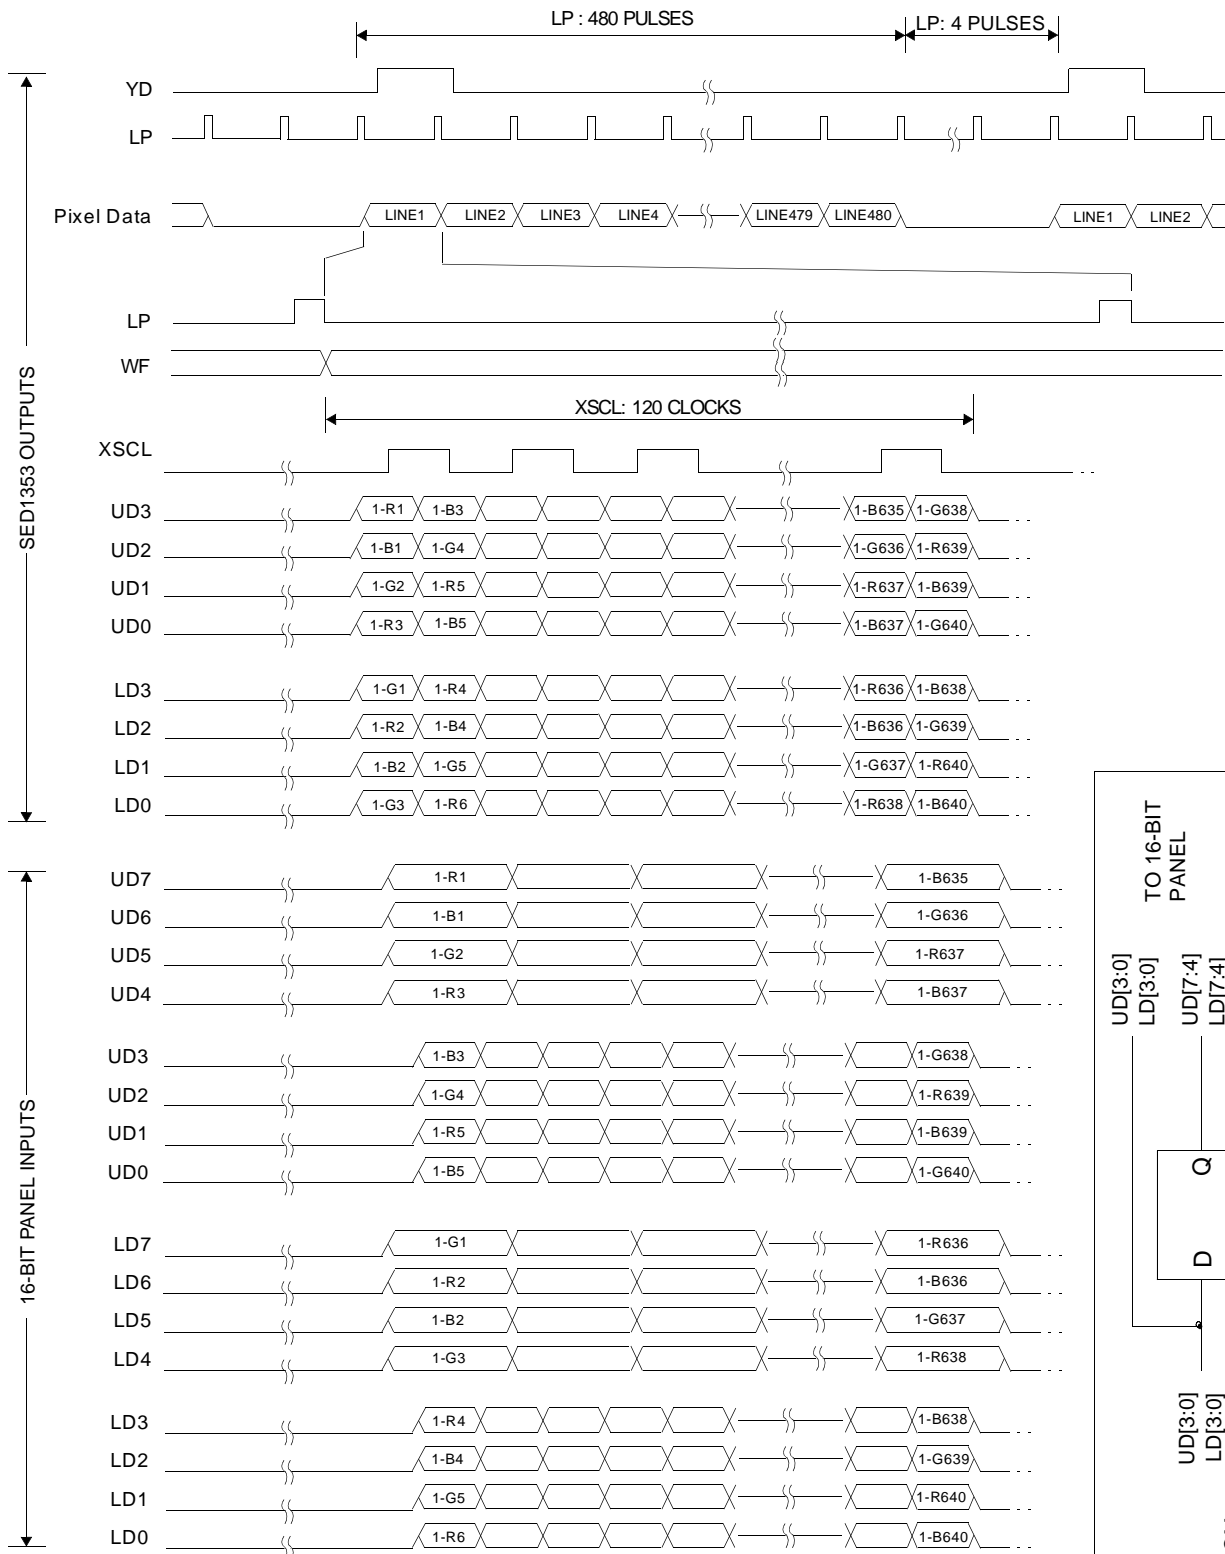 LP : 480 PULSES
LP: 4 PULSES
YD
LP
Pixel Data
LINE1 LINE2 LINE3 LINE4 LINE479 LINE480 LINE1 LINE2
LP
WF
XSCL: 120 CLOCKS
XSCL
SED1353 OUTPUTS
UD3 1-R1 1-B3 1-B635 1-G638
UD2 1-B1 1-G4 1-G636 1-R639
UD1 1-G2 1-R5 1-R637 1-B639
UD0 1-R3 1-B5 1-B637 1-G640
LD3 1-G1 1-R4 1-R636 1-B638
LD2 1-R2 1-B4 1-B636 1-G639
LD1 1-B2 1-G5 1-G637 1-R640
LD0 1-G3 1-R6 1-R638 1-B640
16-BIT PANEL INPUTS
UD7 1-R1 1-B635
UD6 1-B1 1-G636
UD5 1-G2 1-R637
UD4 1-R3 1-B637
UD3 1-B3 1-G638
UD2 1-G4 1-R639
UD1 1-R5 1-B639
UD0 1-B5 1-G640
LD7 1-G1 1-R636
LD6 1-R2 1-B636
LD5 1-B2 1-G637
LD4 1-G3 1-R638
LD3 1-R4 1-B638
LD2 1-B4 1-G639
LD1 1-G5 1-R640
LD0 1-R6 1-B640
TO 16-BIT
PANEL
UD[3:0]
LD[3:0]
UD[7:4]
LD[7:4]
Q
D
UD[3:0]
LD[3:0]